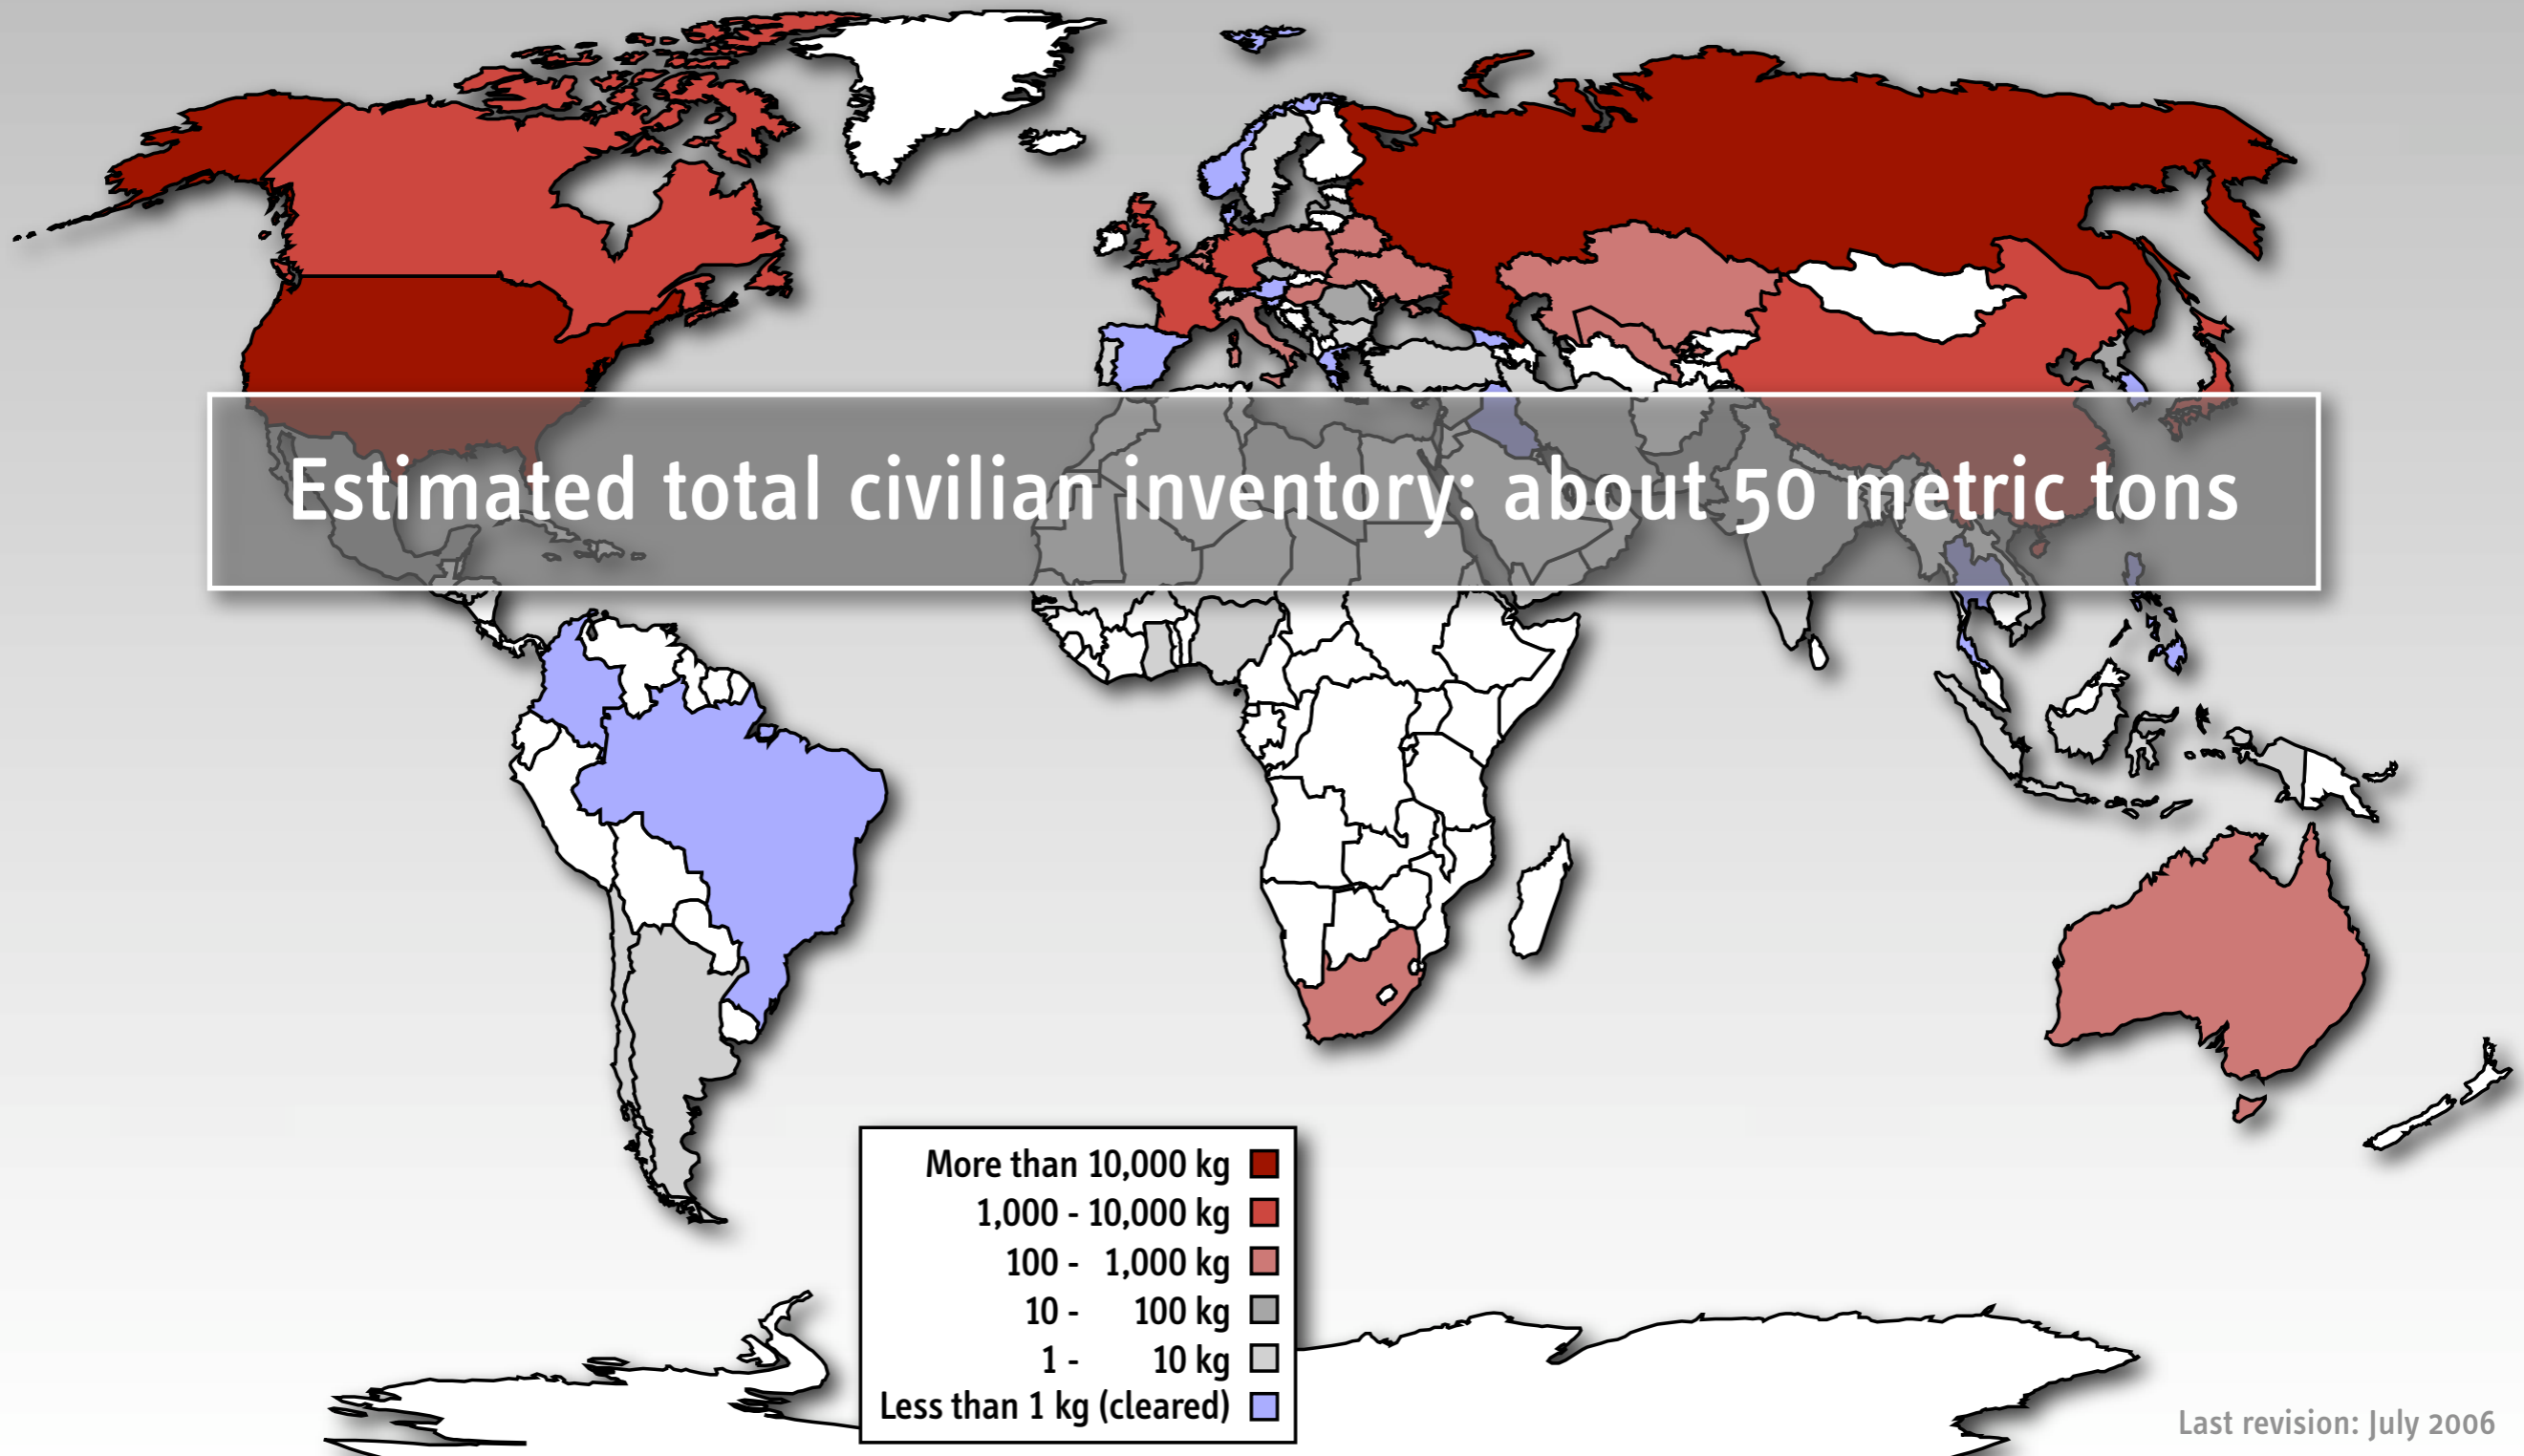 Estimated total civilian inventory: about 50 metric tons
More than 10,000 kg
1,000 - 10,000 kg
100 - 1,000 kg
10 - 100 kg
1 - 10 kg
Less than 1 kg (cleared)
Last revision: July 2006